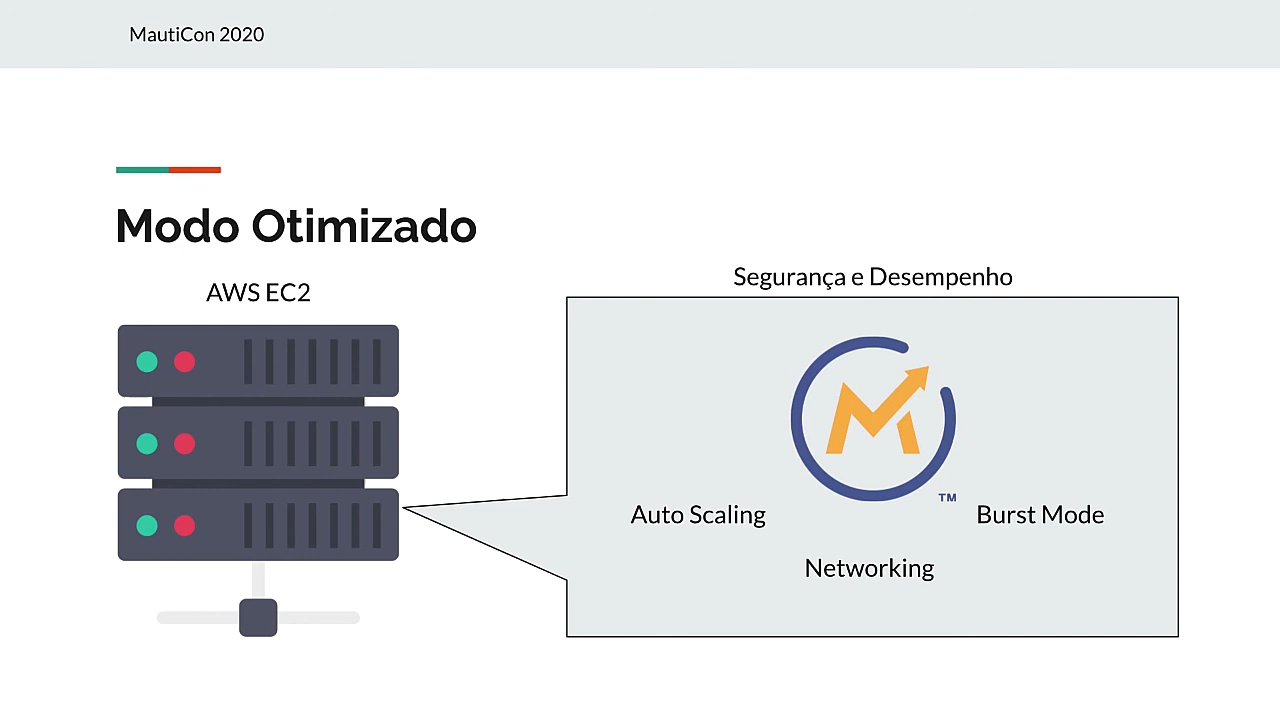 MautiCon 2020
Modo Otimizado
AWS EC2
Segurança e Desempenho
TM
Auto Scaling
Burst Mode
Networking